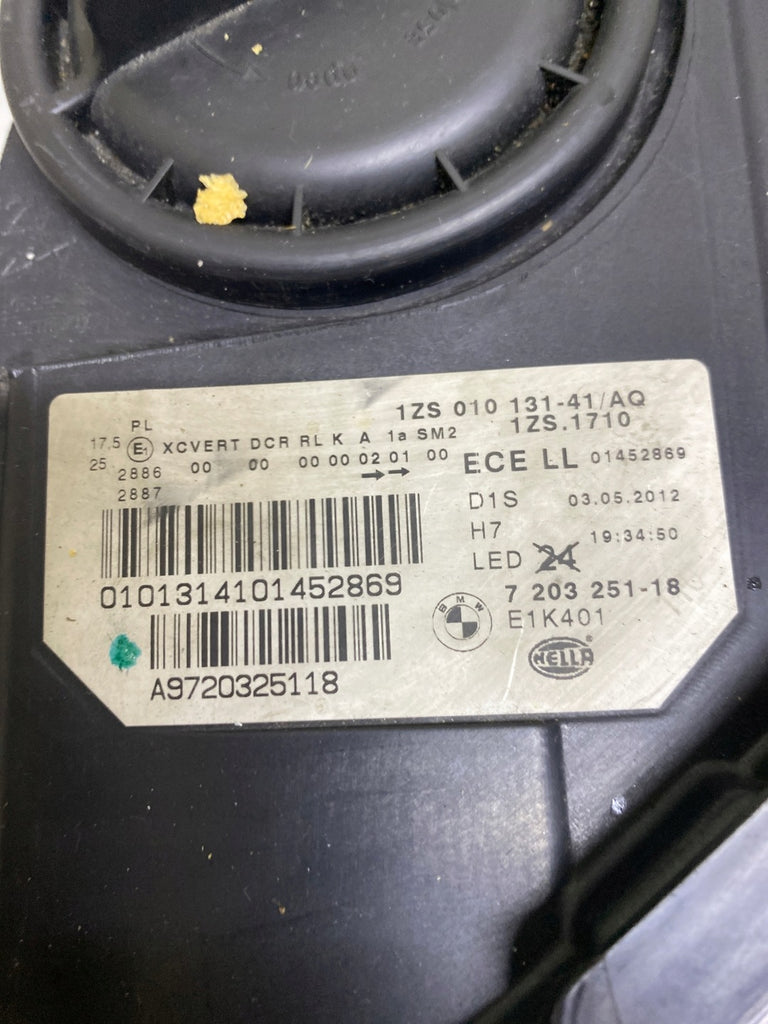 1ZS 010 131-41/AQ
1ZS.1710
PL
17.5 E1 XCVERT DCR RL K A 1a SM2
25 2886 00 00 00 00 02 01 00
2887
ECE LL 01452869
D1S 03.05.2012
H7 19:34:50
LED 24
0101314101452869
7 203 251-18
BMW E1K401
HELLA®
A9720325118